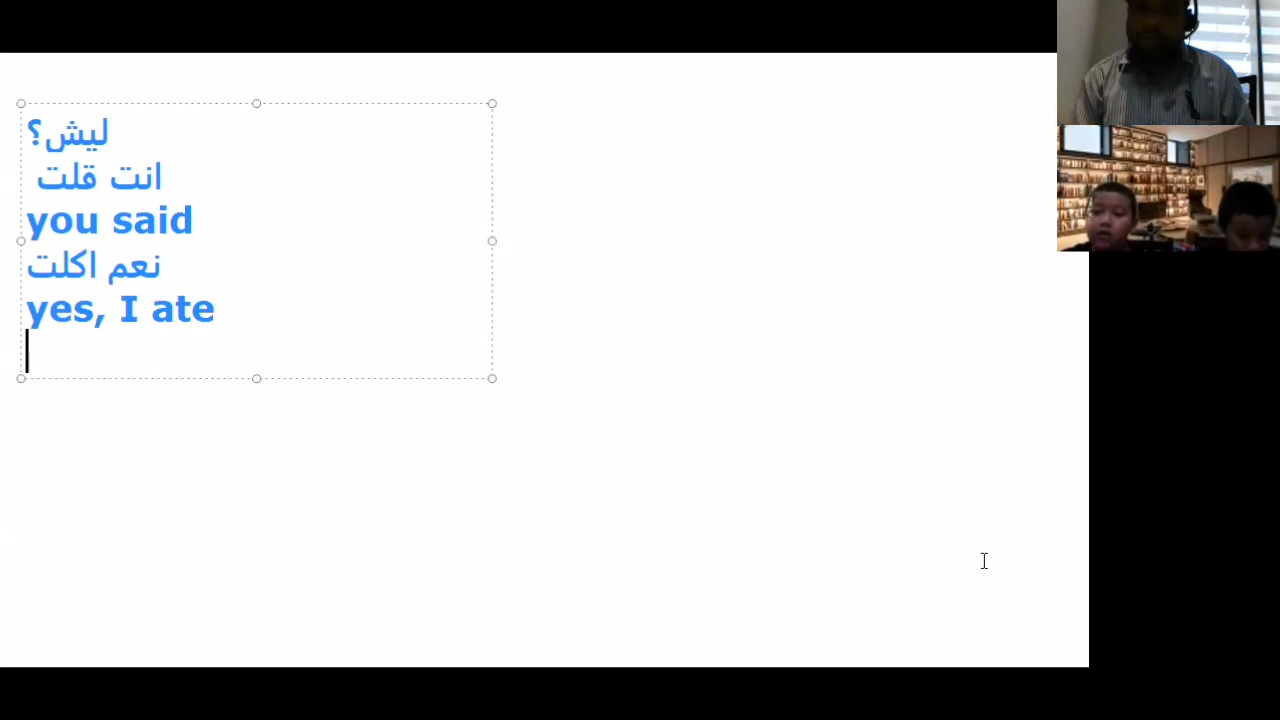 ليش؟
انت قلت
you said
نعم اكلت
yes, I ate